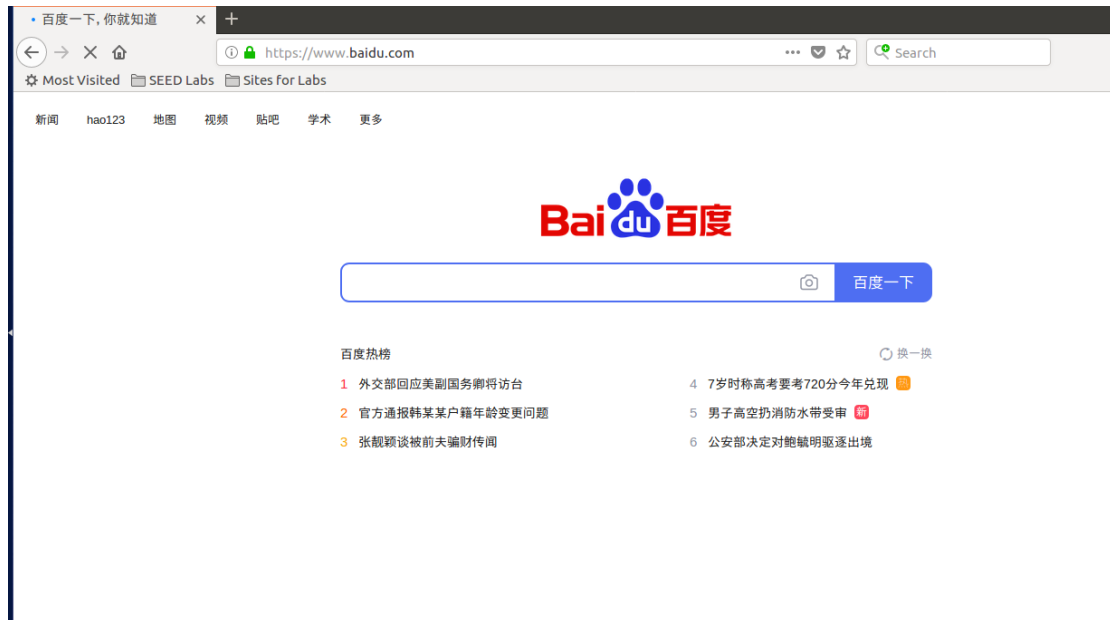 百度一下, 你就知道
https://www.baidu.com
Search
Most Visited SEED Labs Sites for Labs
新闻 hao123 地图 视频 贴吧 学术 更多
Bai du 百度
百度一下
百度热榜 换一换
1 外交部回应美副国务卿将访台
4 7岁时称高考要考720分今年兑现 热
2 官方通报韩某某户籍年龄变更问题
5 男子高空扔消防水带受审 新
3 张靓颖谈被前夫骗财传闻
6 公安部决定对鲍毓明驱逐出境